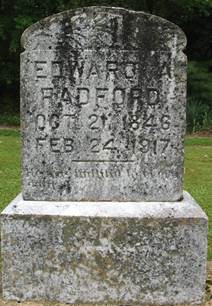 EDWARD A
RADFORD
OCT. 21, 1846
FEB. 24, 1917